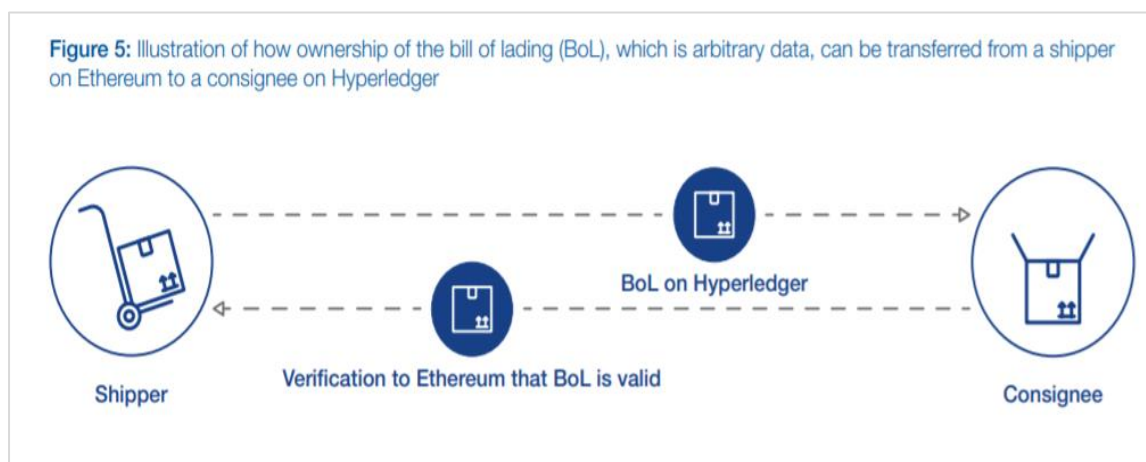 Figure 5: Illustration of how ownership of the bill of lading (BoL), which is arbitrary data, can be transferred from a shipper
on Ethereum to a consignee on Hyperledger
BoL on Hyperledger
Verification to Ethereum that BoL is valid
Shipper
Consignee